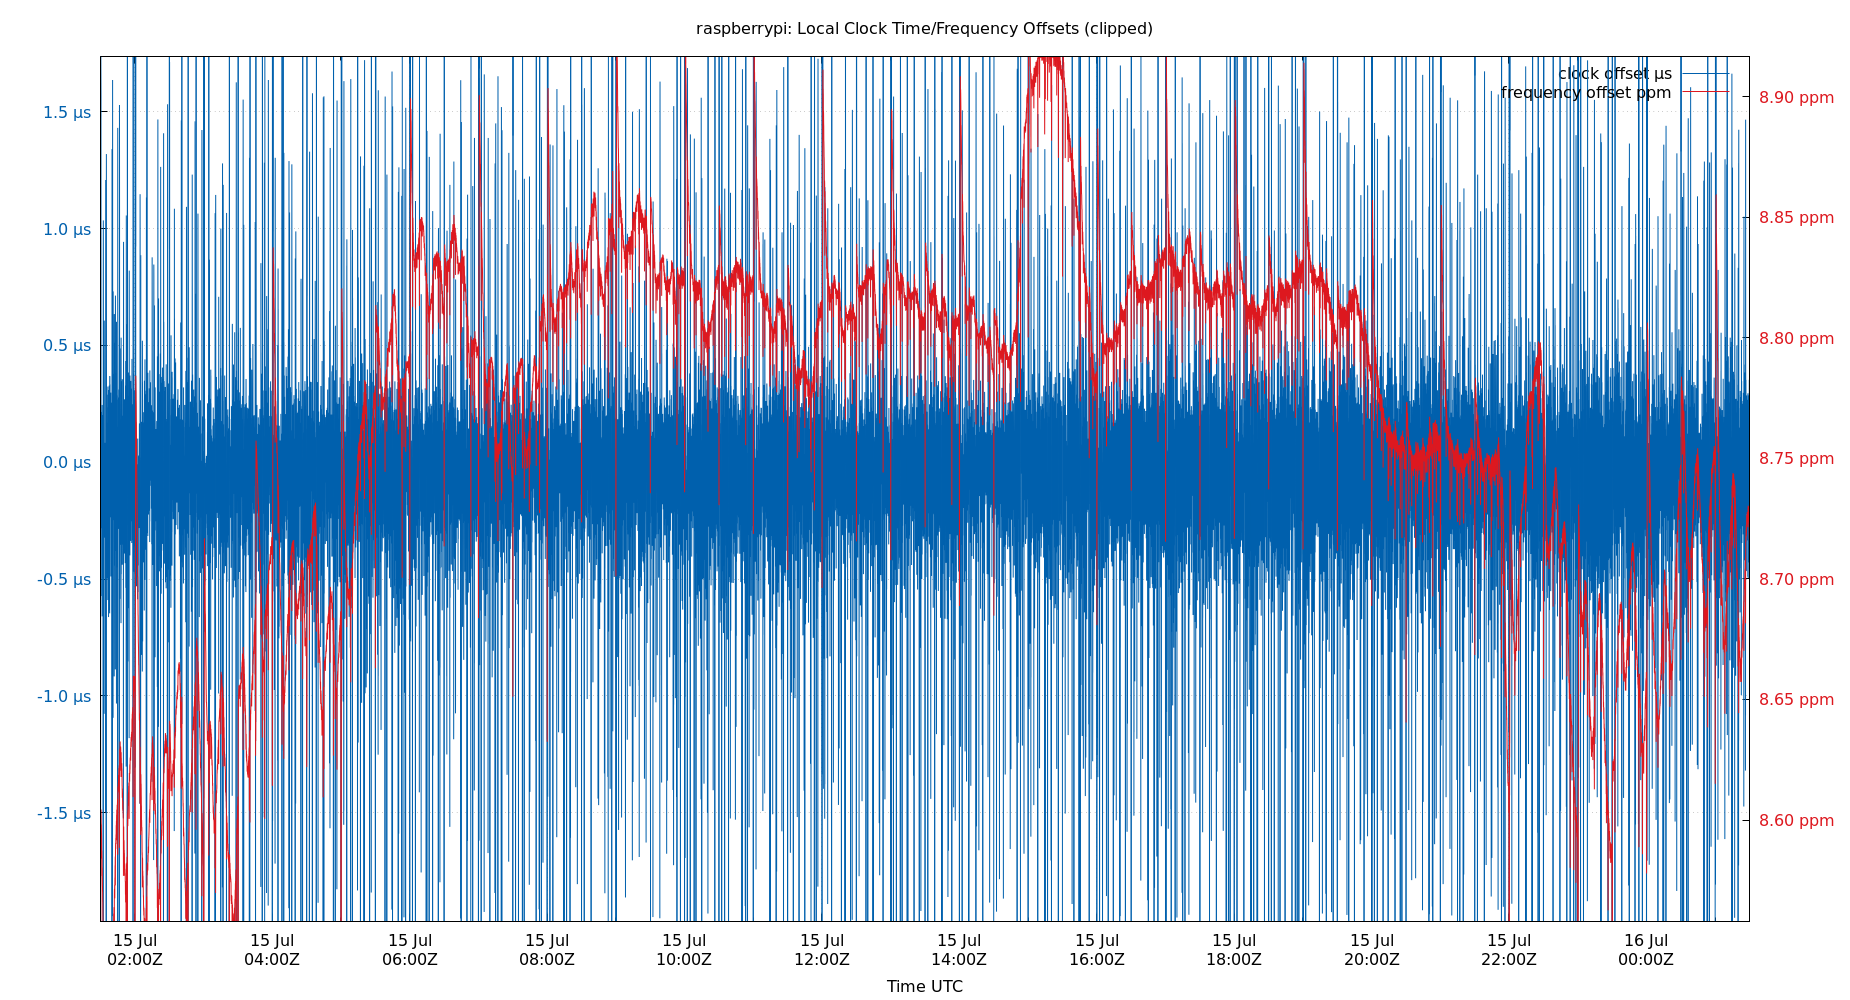 raspberrypi: Local Clock Time/Frequency Offsets (clipped)
clock offset µs
frequency offset ppm
1.5 µs
1.0 µs
0.5 µs
0.0 µs
-0.5 µs
-1.0 µs
-1.5 µs
8.90 ppm
8.85 ppm
8.80 ppm
8.75 ppm
8.70 ppm
8.65 ppm
8.60 ppm
15 Jul 15 Jul 15 Jul 15 Jul 15 Jul 15 Jul 15 Jul 15 Jul 15 Jul 15 Jul 15 Jul 16 Jul
02:00Z 04:00Z 06:00Z 08:00Z 10:00Z 12:00Z 14:00Z 16:00Z 18:00Z 20:00Z 22:00Z 00:00Z
Time UTC